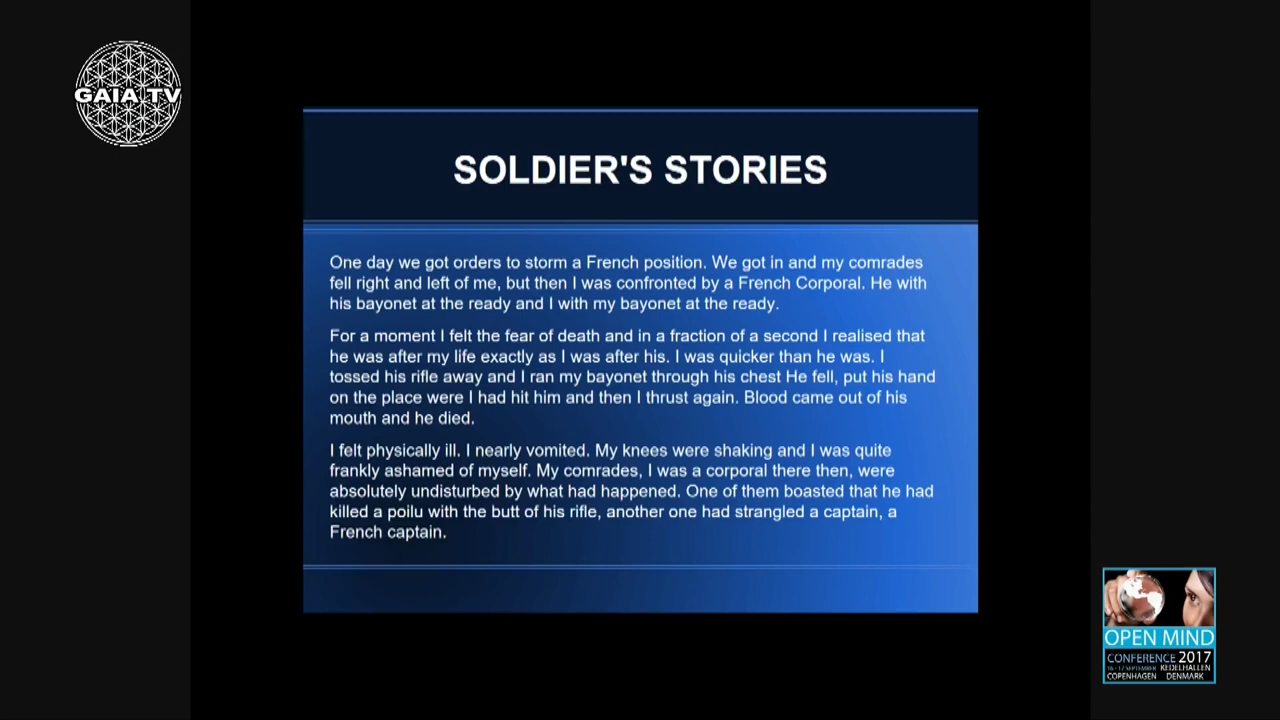 GAIA TV
SOLDIER'S STORIES
One day we got orders to storm a French position. We got in and my comrades
fell right and left of me, but then I was confronted by a French Corporal. He with
his bayonet at the ready and I with my bayonet at the ready.
For a moment I felt the fear of death and in a fraction of a second I realised that
he was after my life exactly as I was after his. I was quicker than he was. I
tossed his rifle away and I ran my bayonet through his chest He fell, put his hand
on the place were I had hit him and then I thrust again. Blood came out of his
mouth and he died.
I felt physically ill. I nearly vomited. My knees were shaking and I was quite
frankly ashamed of myself. My comrades, I was a corporal there then, were
absolutely undisturbed by what had happened. One of them boasted that he had
killed a poilu with the butt of his rifle, another one had strangled a captain, a
French captain.
OPEN MIND
CONFERENCE 2017
16 - 17 SEPTEMBER KEDELHALLEN
COPENHAGEN DENMARK